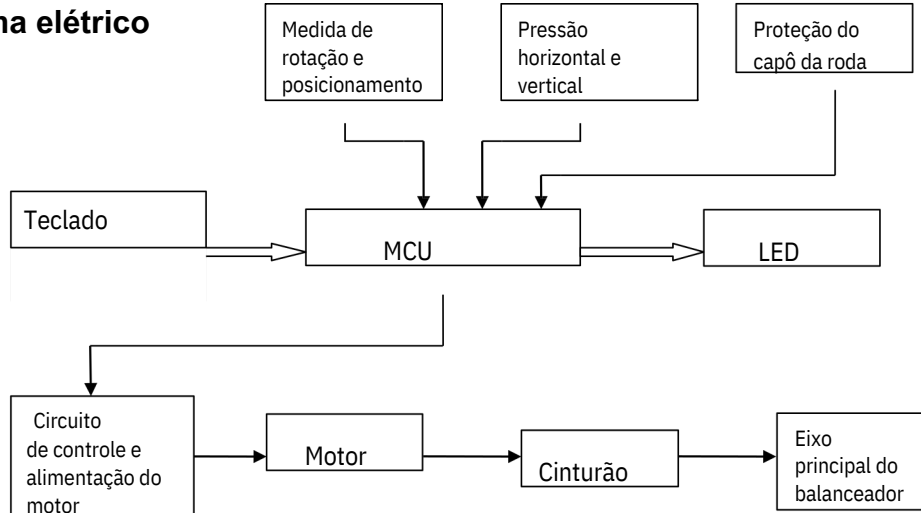 na elétrico
Medida de
rotação e
posicionamento
Pressão
horizontal e
vertical
Proteção do
capô da roda
Teclado
MCU
LED
Circuito
de controle e
alimentação do
motor
Motor
Cinturão
Eixo
principal do
balanceador